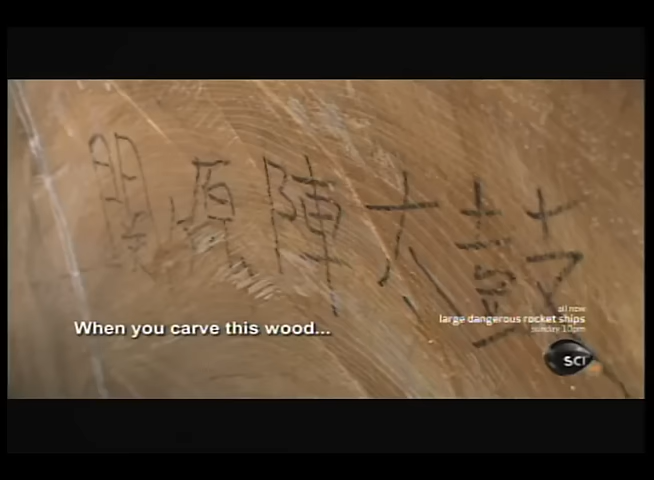 関ヶ原陣太鼓
When you carve this wood...
all new
large dangerous rocket ships
sunday 10pm
SCI